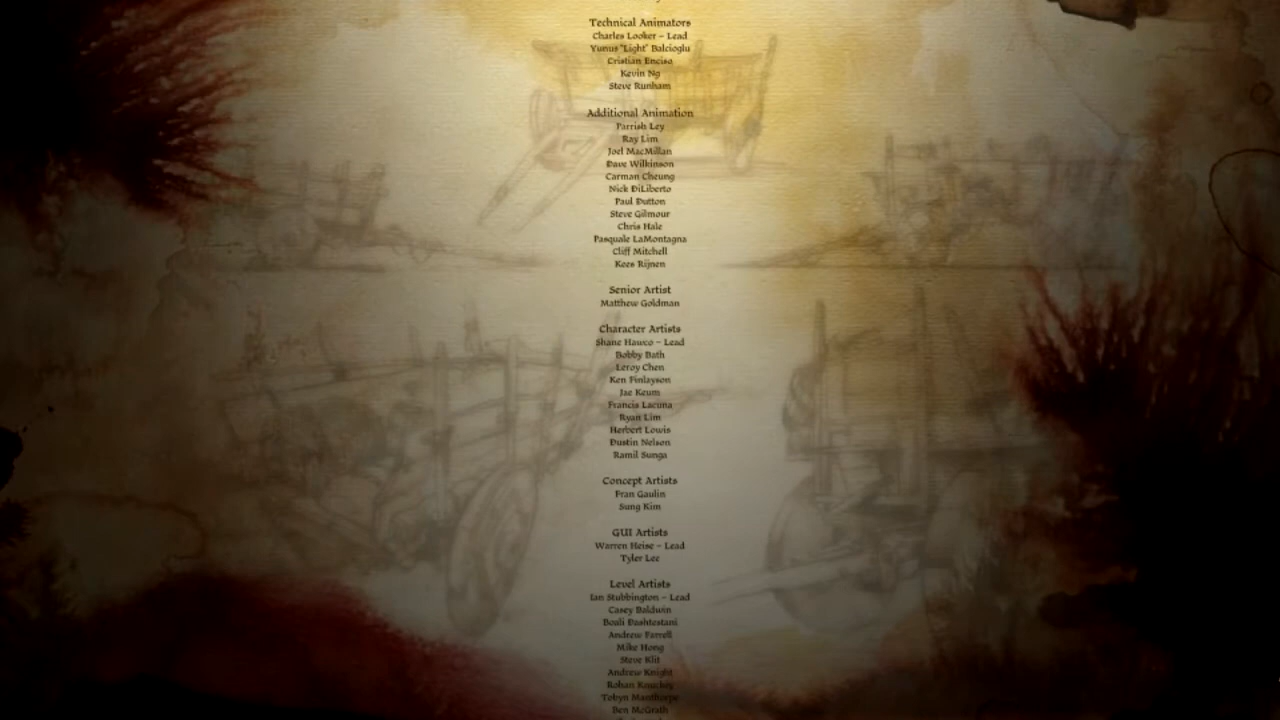 Technical Animators
Charles Looker – Lead
Yunus "Light" Balcioglu
Cristian Enciso
Kevin Ng
Steve Runham
Additional Animation
Parrish Ley
Ray Lim
Joel MacMillan
Dave Wilkinson
Carman Cheung
Nick DiLiberto
Paul Dutton
Steve Gilmour
Chris Hale
Pasquale LaMontagna
Cliff Mitchell
Kees Rijnen
Senior Artist
Matthew Goldman
Character Artists
Shane Hawco – Lead
Bobby Bath
Leroy Chen
Ken Finlayson
Jae Keum
Francis Lacuna
Ryan Lim
Herbert Lowis
Dustin Nelson
Ramil Sunga
Concept Artists
Fran Gaulin
Sung Kim
GUI Artists
Warren Heise – Lead
Tyler Lee
Level Artists
Ian Stubbington – Lead
Casey Baldwin
Boali Dashtestani
Andrew Farrell
Mike Hong
Steve Klit
Andrew Knight
Rohan
Tobyn Manthorpe
Ben McGrath